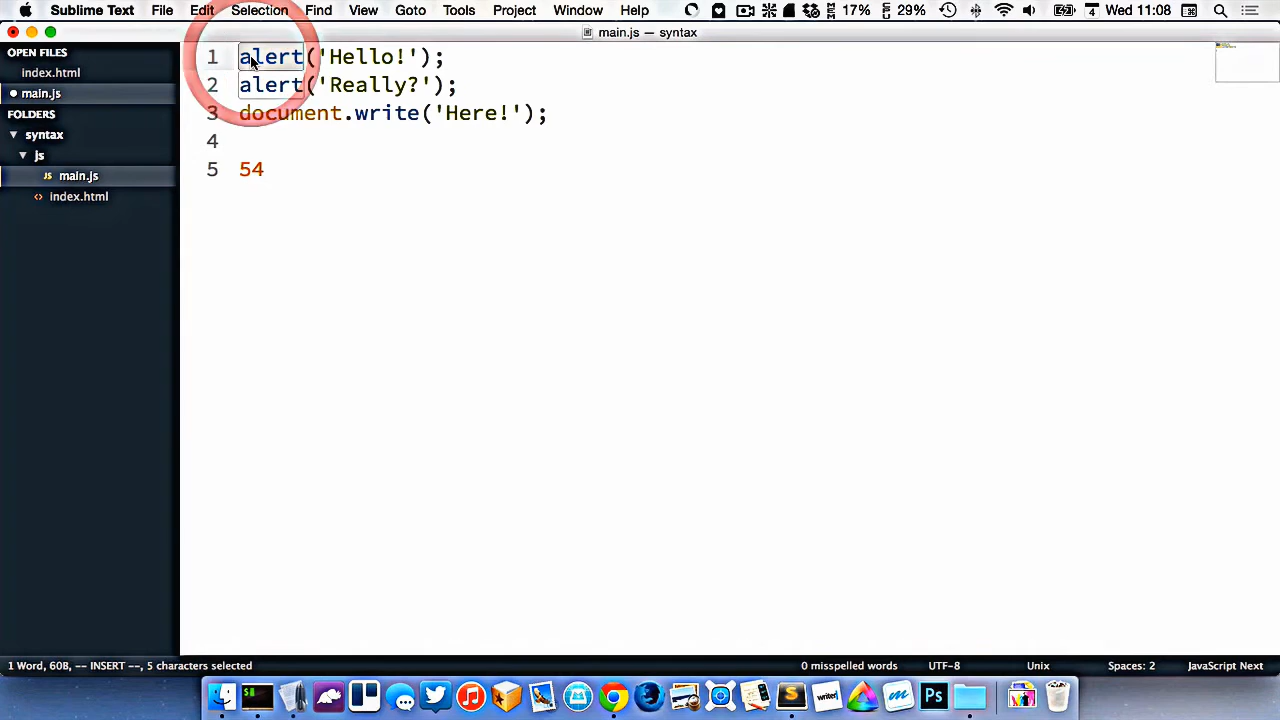 Sublime Text File Edit Selection Find View Goto Tools Project Window Help 17% 29% 4 Wed 11:08
main.js — syntax
OPEN FILES
index.html
main.js
FOLDERS
syntax
js
main.js
index.html
1 alert('Hello!');
2 alert('Really?');
3 document.write('Here!');
4
5 54
1 Word, 60B, -- INSERT --, 5 characters selected 0 misspelled words UTF-8 Unix Spaces: 2 JavaScript Next